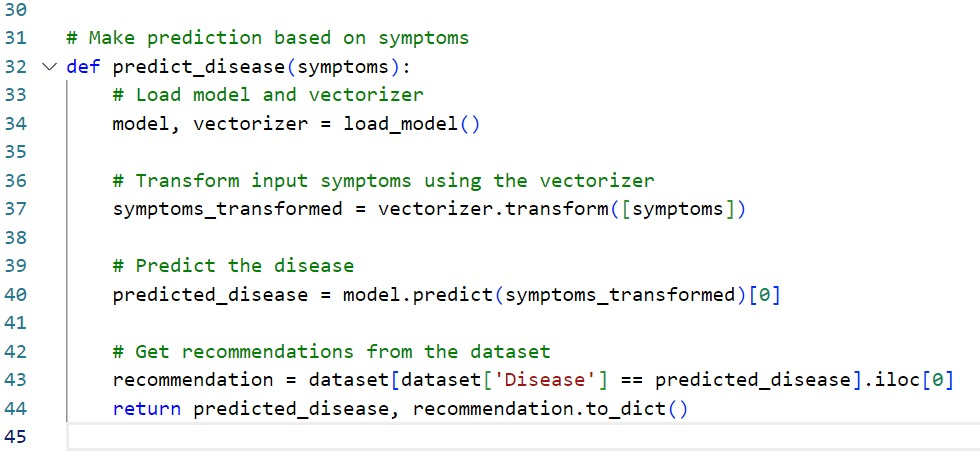 30
31 # Make prediction based on symptoms
32 def predict_disease(symptoms):
33     # Load model and vectorizer
34     model, vectorizer = load_model()
35
36     # Transform input symptoms using the vectorizer
37     symptoms_transformed = vectorizer.transform([symptoms])
38
39     # Predict the disease
40     predicted_disease = model.predict(symptoms_transformed)[0]
41
42     # Get recommendations from the dataset
43     recommendation = dataset[dataset['Disease'] == predicted_disease].iloc[0]
44     return predicted_disease, recommendation.to_dict()
45